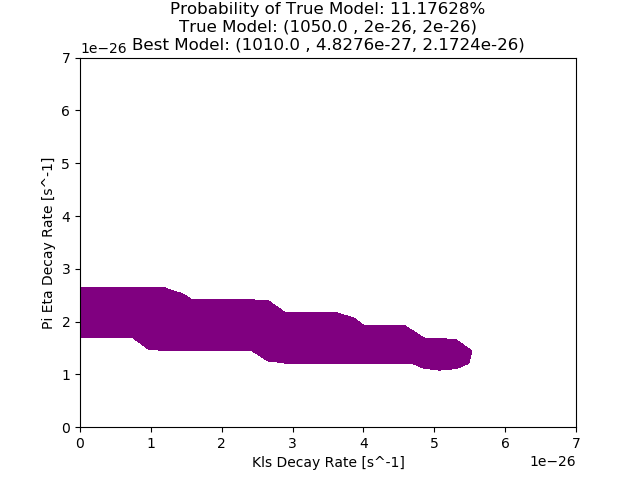 Probability of True Model: 11.17628%
True Model: (1050.0 , 2e-26, 2e-26)
Best Model: (1010.0 , 4.8276e-27, 2.1724e-26)
1e−26
7
6
5
4
3
2
1
0
Pi Eta Decay Rate [s^-1]
0 1 2 3 4 5 6 7
Kls Decay Rate [s^-1]
1e−26